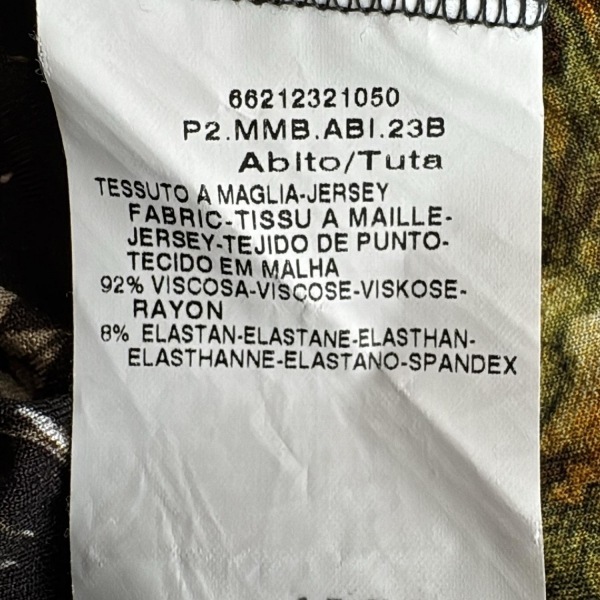 66212321050
P2.MMB.ABI.23B
Abito/Tuta
TESSUTO A MAGLIA-JERSEY
FABRIC-TISSU A MAILLE-
JERSEY-TEJIDO DE PUNTO-
TECIDO EM MALHA
92% VISCOSA-VISCOSE-VISKOSE-
RAYON
8% ELASTAN-ELASTANE-ELASTHAN-
ELASTHANNE-ELASTANO-SPANDEX